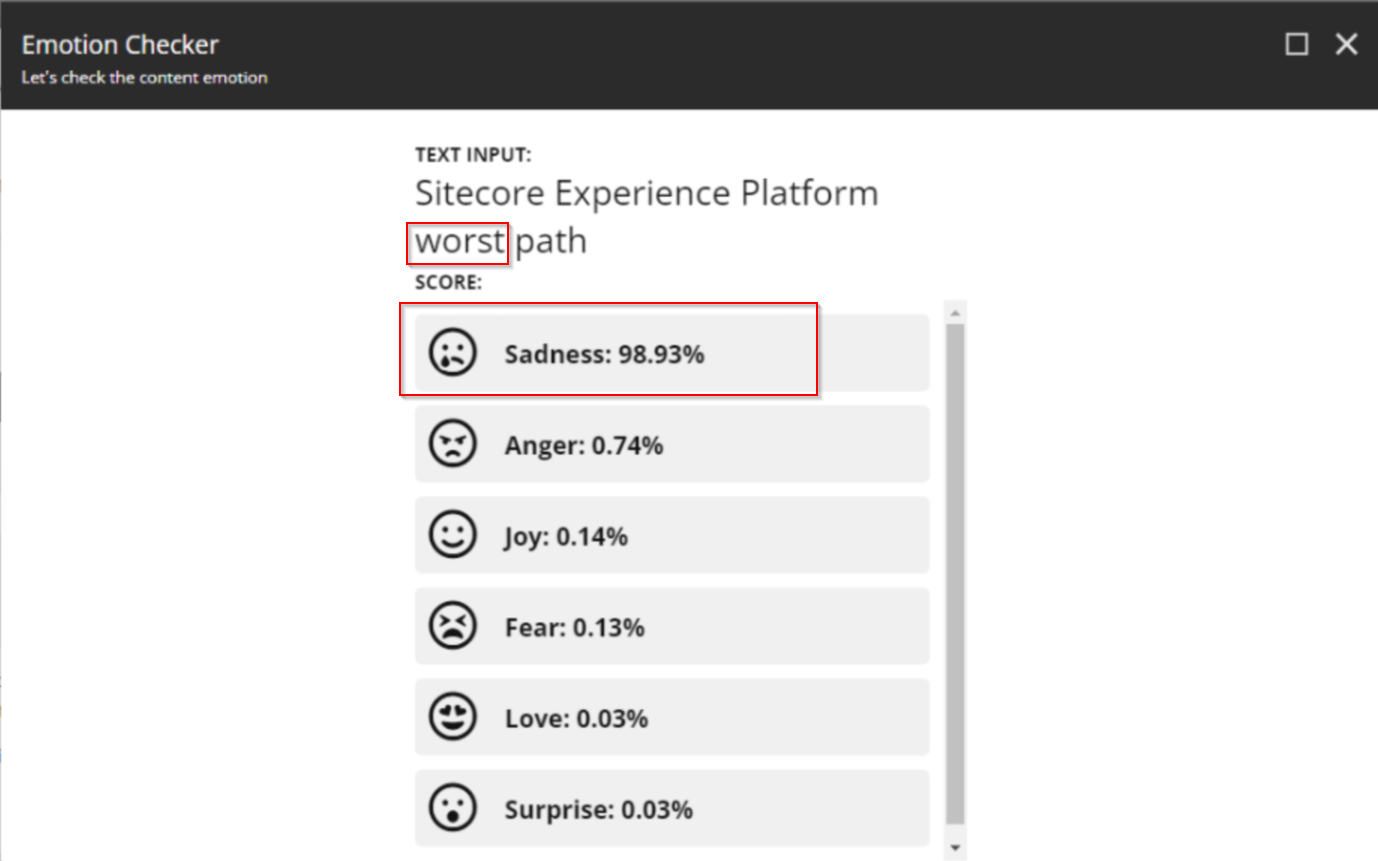 Emotion Checker
Let's check the content emotion
TEXT INPUT:
Sitecore Experience Platform
worst path
SCORE:
Sadness: 98.93%
Anger: 0.74%
Joy: 0.14%
Fear: 0.13%
Love: 0.03%
Surprise: 0.03%